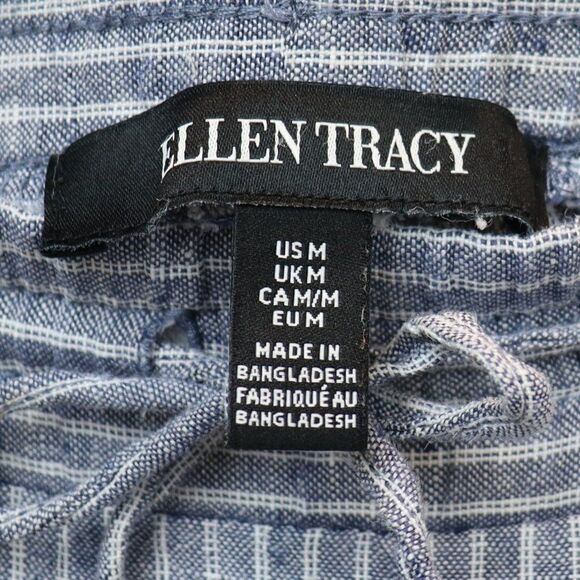 ELLEN TRACY
US M
UK M
CA M/M
EU M
MADE IN
BANGLADESH
FABRIQUÉ AU
BANGLADESH